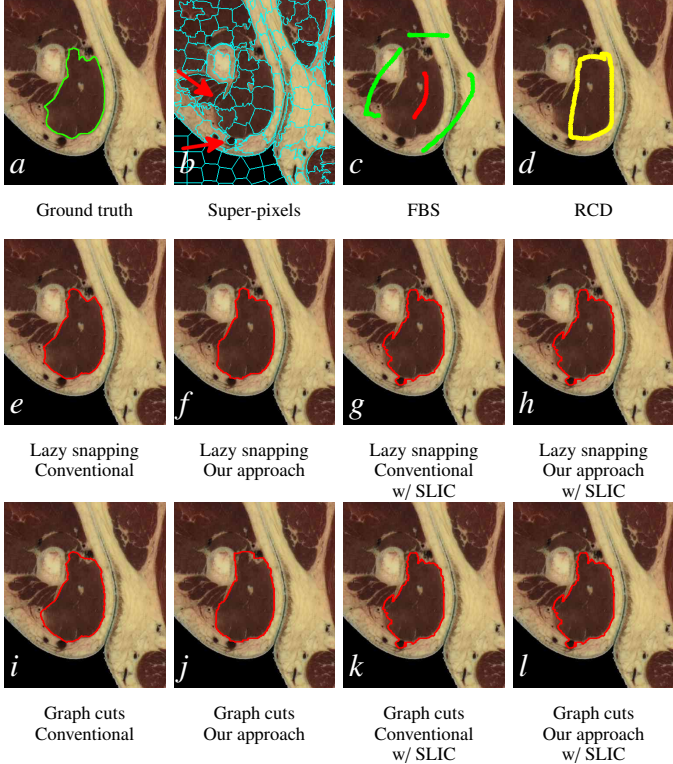 a
b
c
d
Ground truth
Super-pixels
FBS
RCD
e
f
g
h
Lazy snapping
Conventional
Lazy snapping
Our approach
Lazy snapping
Conventional
w/ SLIC
Lazy snapping
Our approach
w/ SLIC
i
j
k
l
Graph cuts
Conventional
Graph cuts
Our approach
Graph cuts
Conventional
w/ SLIC
Graph cuts
Our approach
w/ SLIC